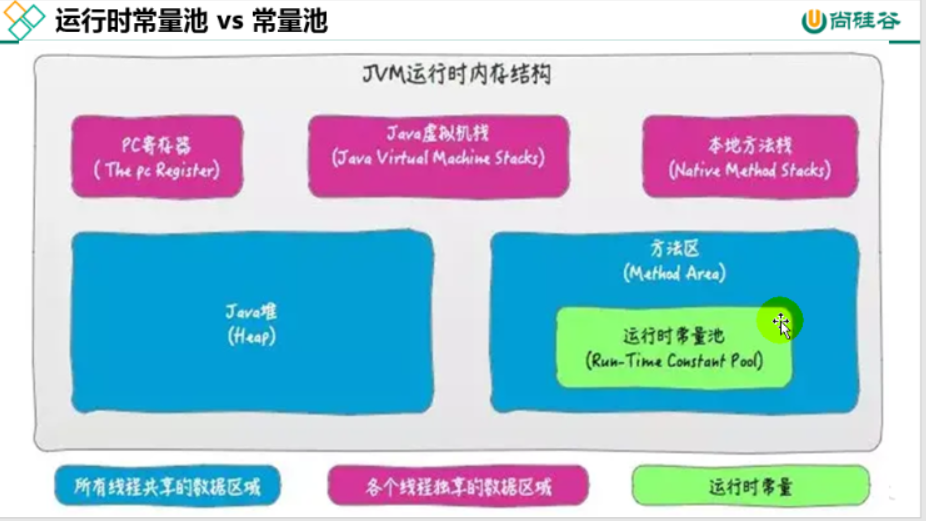 运行时常量池 vs 常量池
尚硅谷
JVM运行时内存结构
PC寄存器
( The pc Register)
Java虚拟机栈
(Java Virtual Machine Stacks)
本地方法栈
(Native Method Stacks)
Java堆
(Heap)
方法区
(Method Area)
运行时常量池
(Run-Time Constant Pool)
所有线程共享的数据区域
各个线程独享的数据区域
运行时常量